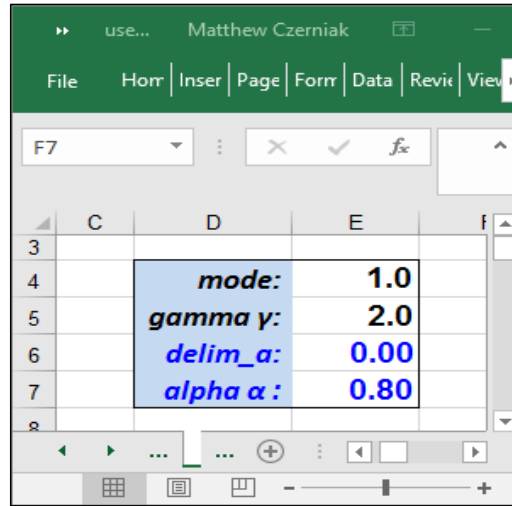 use... Matthew Czerniak
File Hom Inser Page Form Data Revie View
F7 fx
C D E F
3
4 mode: 1.0
5 gamma γ: 2.0
6 delim_a: 0.00
7 alpha α : 0.80
8
... ...